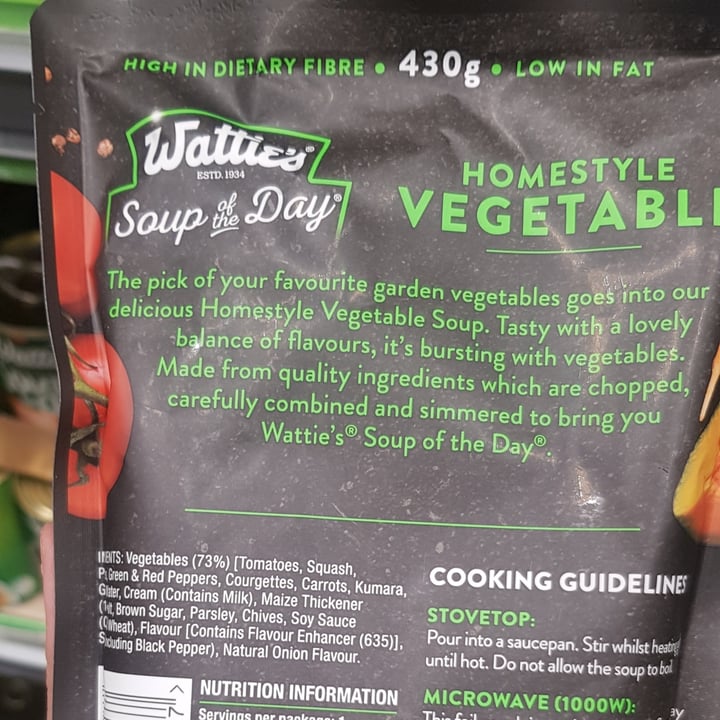 HIGH IN DIETARY FIBRE • 430g • LOW IN FAT
Wattie's®
ESTD. 1934
Soup of the Day®
HOMESTYLE
VEGETABL
The pick of your favourite garden vegetables goes into our
delicious Homestyle Vegetable Soup. Tasty with a lovely
balance of flavours, it's bursting with vegetables.
Made from quality ingredients which are chopped,
carefully combined and simmered to bring you
Wattie's® Soup of the Day®.
Vegetables (73%) [Tomatoes, Squash,
Green & Red Peppers, Courgettes, Carrots, Kumara,
Cream (Contains Milk), Maize Thickener
Brown Sugar, Parsley, Chives, Soy Sauce
Flavour [Contains Flavour Enhancer (635)],
Black Pepper), Natural Onion Flavour.
NUTRITION INFORMATION
Servings per package: 1
COOKING GUIDELINES
STOVETOP:
Pour into a saucepan. Stir whilst heating
until hot. Do not allow the soup to boil
MICROWAVE (1000W):